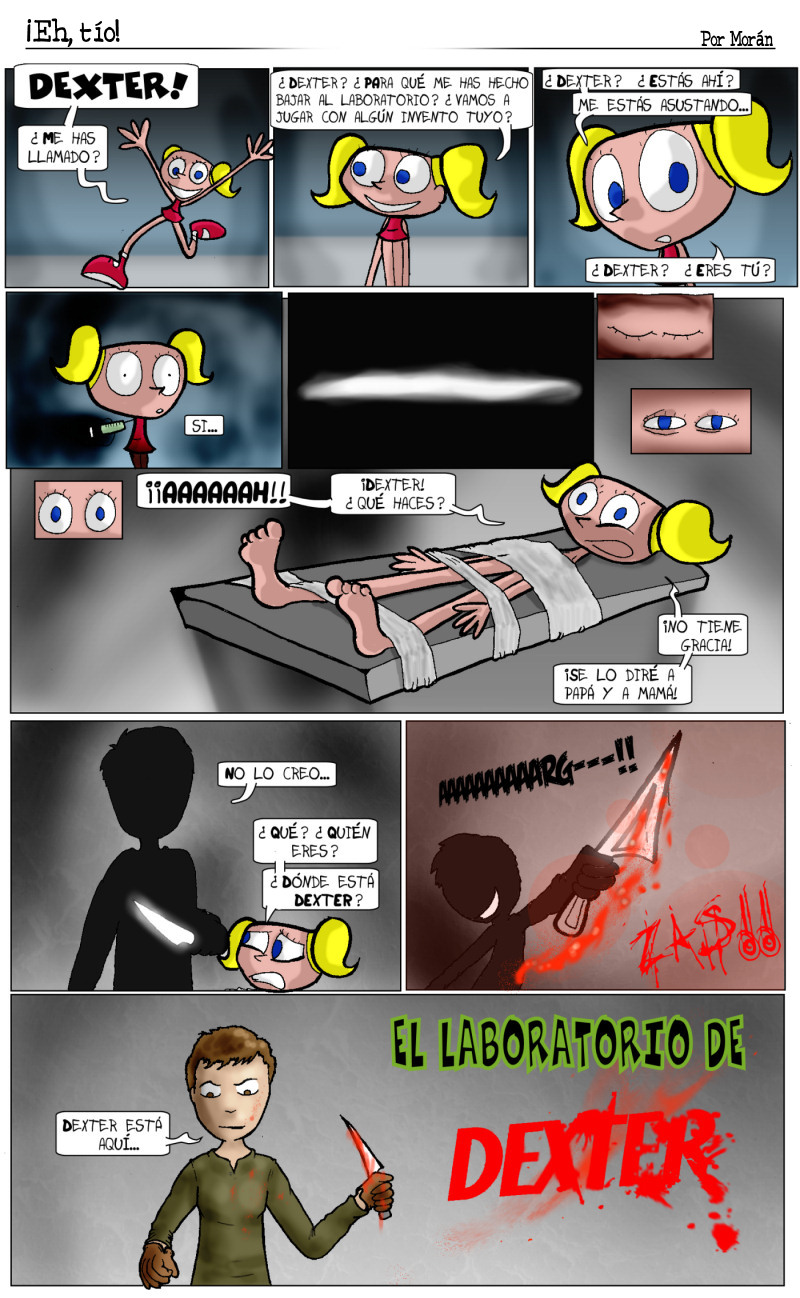 ¡Eh, tío!
Por Morán
DEXTER!
¿ME HAS
LLAMADO?
¿DEXTER? ¿PARA QUÉ ME HAS HECHO
BAJAR AL LABORATORIO? ¿VAMOS A
JUGAR CON ALGÚN INVENTO TUYO?
¿DEXTER? ¿ESTÁS AHÍ?
ME ESTÁS ASUSTANDO...
¿DEXTER? ¿ERES TÚ?
SI...
¡¡AAAAAAH!!
¡DEXTER!
¿QUÉ HACES?
¡NO TIENE
GRACIA!
¡SE LO DIRÉ A
PAPÁ Y A MAMÁ!
NO LO CREO...
¿QUÉ? ¿QUIÉN
ERES?
¿DÓNDE ESTÁ
DEXTER?
AAAAAAAAAARG---!!
ZAS!!
EL LABORATORIO DE
DEXTER
DEXTER ESTÁ
AQUÍ...